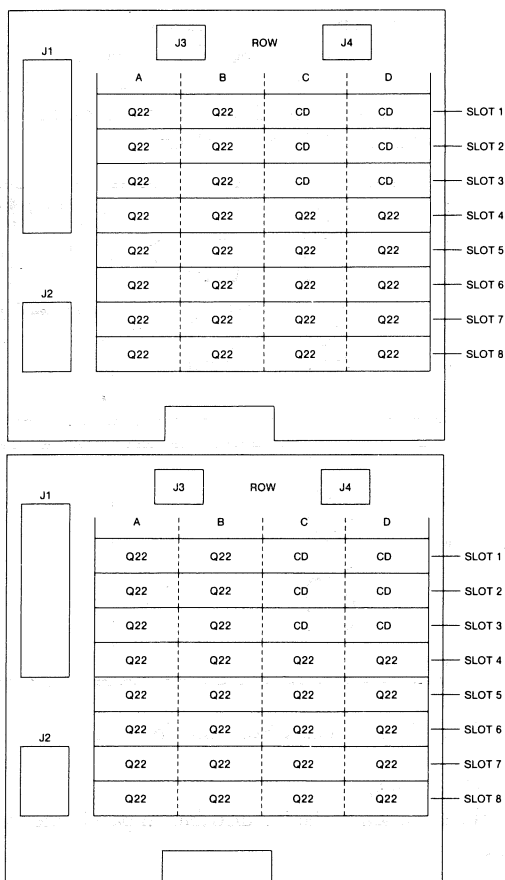 J1 J3 ROW J4
A B C D
Q22 Q22 CD CD SLOT 1
Q22 Q22 CD CD SLOT 2
Q22 Q22 CD CD SLOT 3
Q22 Q22 Q22 Q22 SLOT 4
Q22 Q22 Q22 Q22 SLOT 5
J2
Q22 Q22 Q22 Q22 SLOT 6
Q22 Q22 Q22 Q22 SLOT 7
Q22 Q22 Q22 Q22 SLOT 8
J1 J3 ROW J4
A B C D
Q22 Q22 CD CD SLOT 1
Q22 Q22 CD CD SLOT 2
Q22 Q22 CD CD SLOT 3
Q22 Q22 Q22 Q22 SLOT 4
Q22 Q22 Q22 Q22 SLOT 5
J2
Q22 Q22 Q22 Q22 SLOT 6
Q22 Q22 Q22 Q22 SLOT 7
Q22 Q22 Q22 Q22 SLOT 8